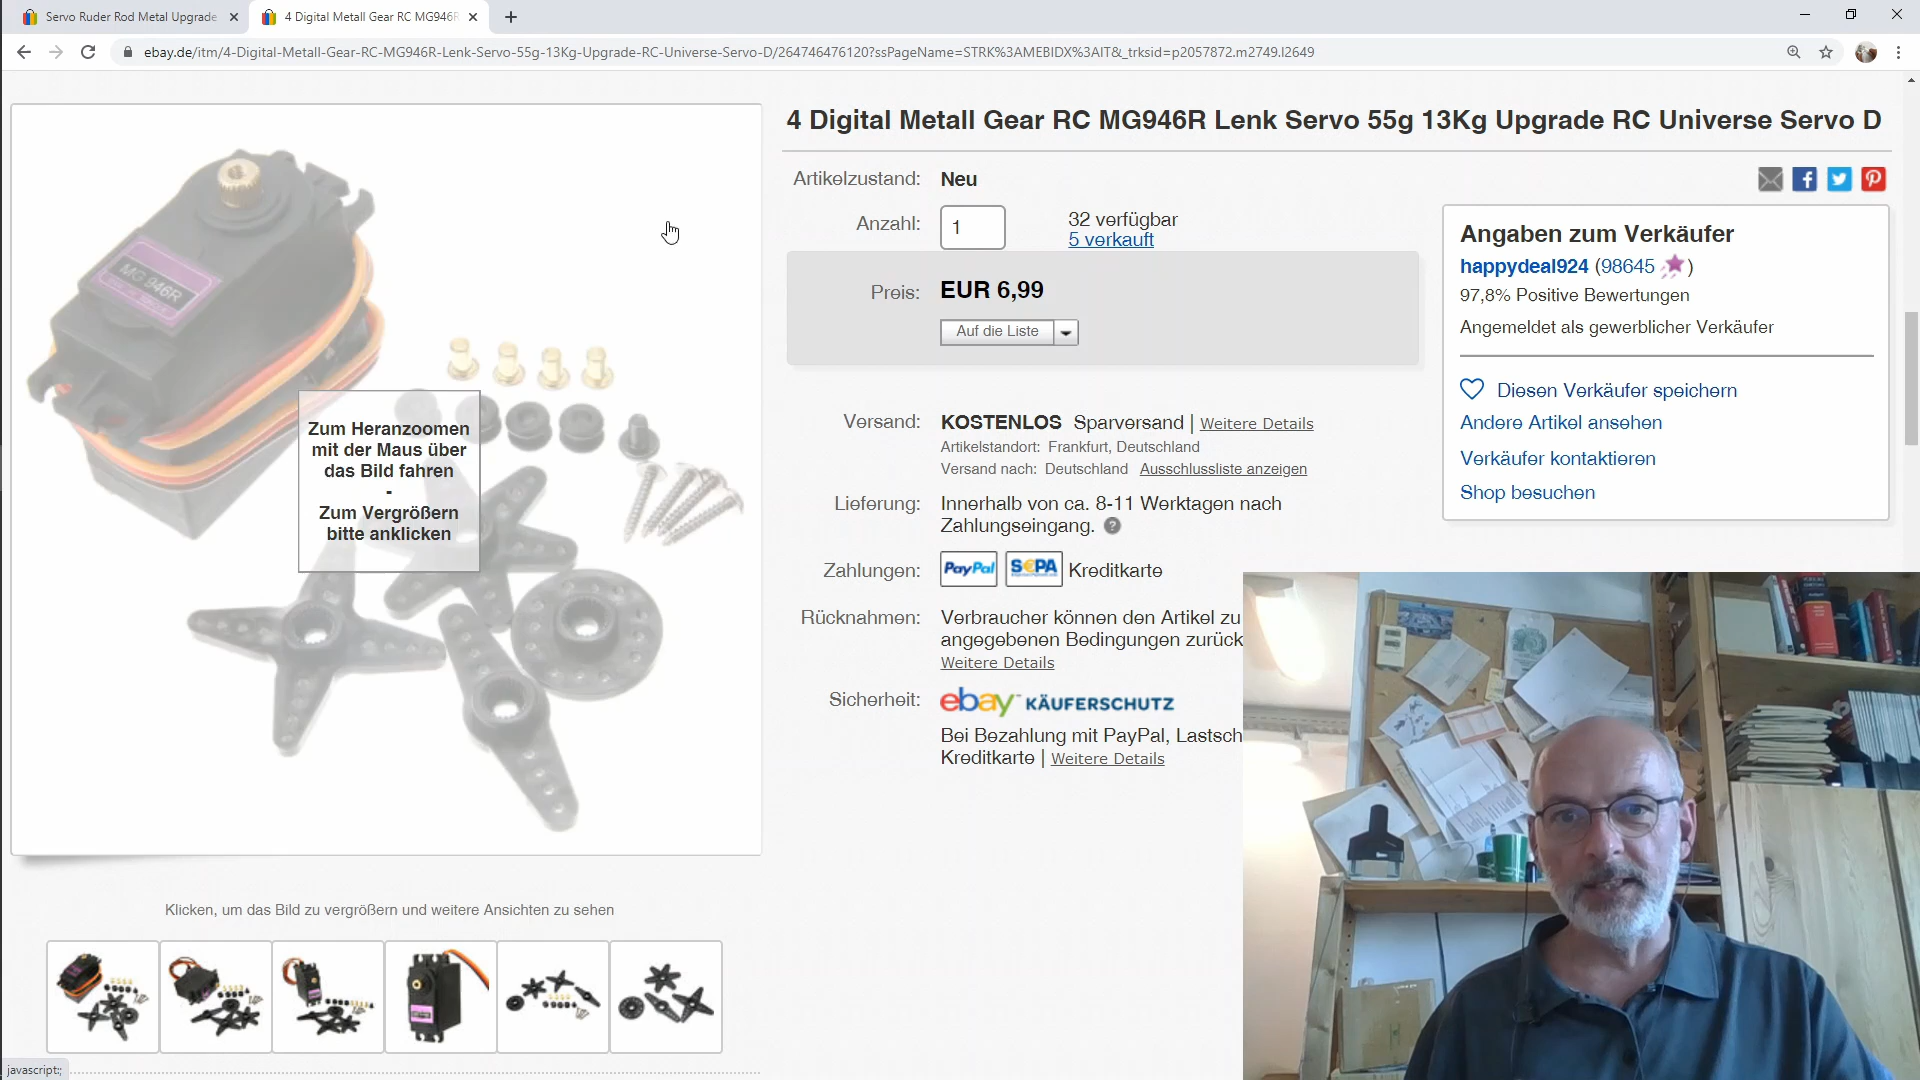 Servo Ruder Rod Metal Upgrade
4 Digital Metall Gear RC MG946R
ebay.de/itm/4-Digital-Metall-Gear-RC-MG946R-Lenk-Servo-55g-13Kg-Upgrade-RC-Universe-Servo-D/264746476120?ssPageName=STRK%3AMEBIDX%3AIT&_trksid=p2057872.m2749.l2649
4 Digital Metall Gear RC MG946R Lenk Servo 55g 13Kg Upgrade RC Universe Servo D
Artikelzustand: Neu
Anzahl: 1 32 verfügbar
5 verkauft
Preis: EUR 6,99
Auf die Liste
Versand: KOSTENLOS Sparversand | Weitere Details
Artikelstandort: Frankfurt, Deutschland
Versand nach: Deutschland Ausschlussliste anzeigen
Lieferung: Innerhalb von ca. 8-11 Werktagen nach
Zahlungseingang. ?
Zahlungen: PayPal SEPA Kreditkarte
Rücknahmen: Verbraucher können den Artikel zu
angegebenen Bedingungen zurück
Weitere Details
Sicherheit: ebay KÄUFERSCHUTZ
Bei Bezahlung mit PayPal, Lastsch
Kreditkarte | Weitere Details
Angaben zum Verkäufer
happydeal924 (98645)
97,8% Positive Bewertungen
Angemeldet als gewerblicher Verkäufer
Diesen Verkäufer speichern
Andere Artikel ansehen
Verkäufer kontaktieren
Shop besuchen
MG 946R
Zum Heranzoomen
mit der Maus über
das Bild fahren
-
Zum Vergrößern
bitte anklicken
Klicken, um das Bild zu vergrößern und weitere Ansichten zu sehen
javascript:;